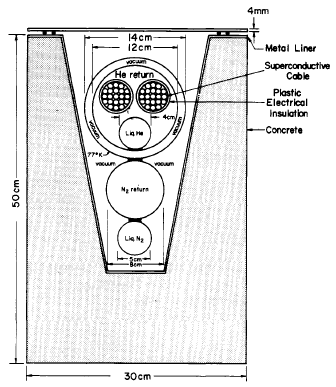 4mm
14cm
12cm
Metal Liner
vacuum
He return
Superconductive
Cable
Plastic
Electrical
Insulation
4cm
Liq He
Concrete
77°K
vacuum
vacuum
vacuum
N2 return
50cm
Liq N2
5cm
8cm
30cm